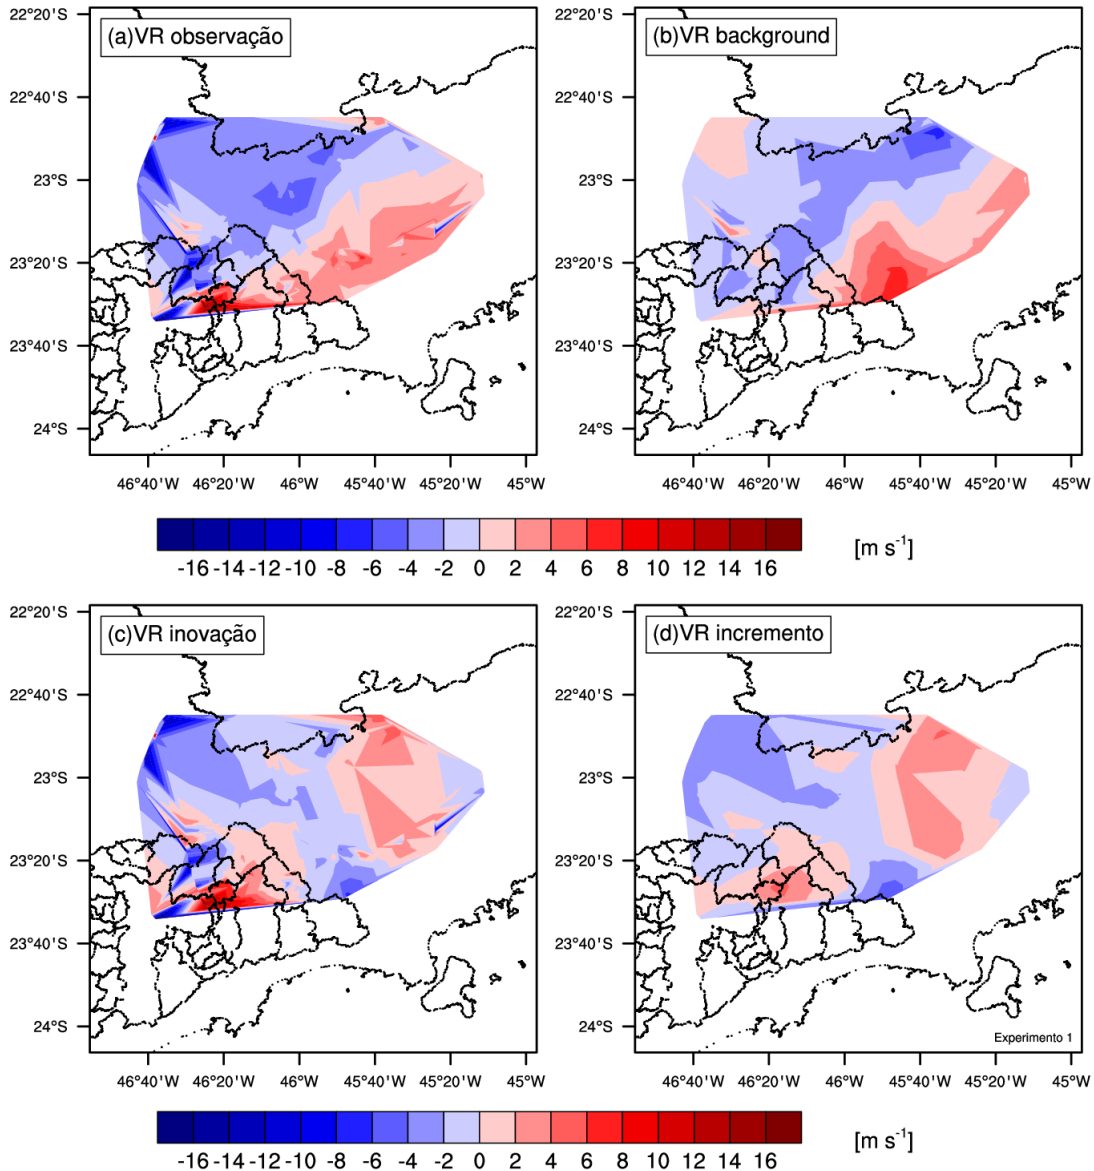 (a)VR observação
(b)VR background
22°20'S
22°40'S
23°S
23°20'S
23°40'S
24°S
46°40'W 46°20'W 46°W 45°40'W 45°20'W 45°W
22°20'S
22°40'S
23°S
23°20'S
23°40'S
24°S
46°40'W 46°20'W 46°W 45°40'W 45°20'W 45°W
-16 -14 -12 -10 -8 -6 -4 -2 0 2 4 6 8 10 12 14 16
[m s⁻¹]
(c)VR inovação
(d)VR incremento
22°20'S
22°40'S
23°S
23°20'S
23°40'S
24°S
46°40'W 46°20'W 46°W 45°40'W 45°20'W 45°W
22°20'S
22°40'S
23°S
23°20'S
23°40'S
24°S
Experimento 1
46°40'W 46°20'W 46°W 45°40'W 45°20'W 45°W
-16 -14 -12 -10 -8 -6 -4 -2 0 2 4 6 8 10 12 14 16
[m s⁻¹]